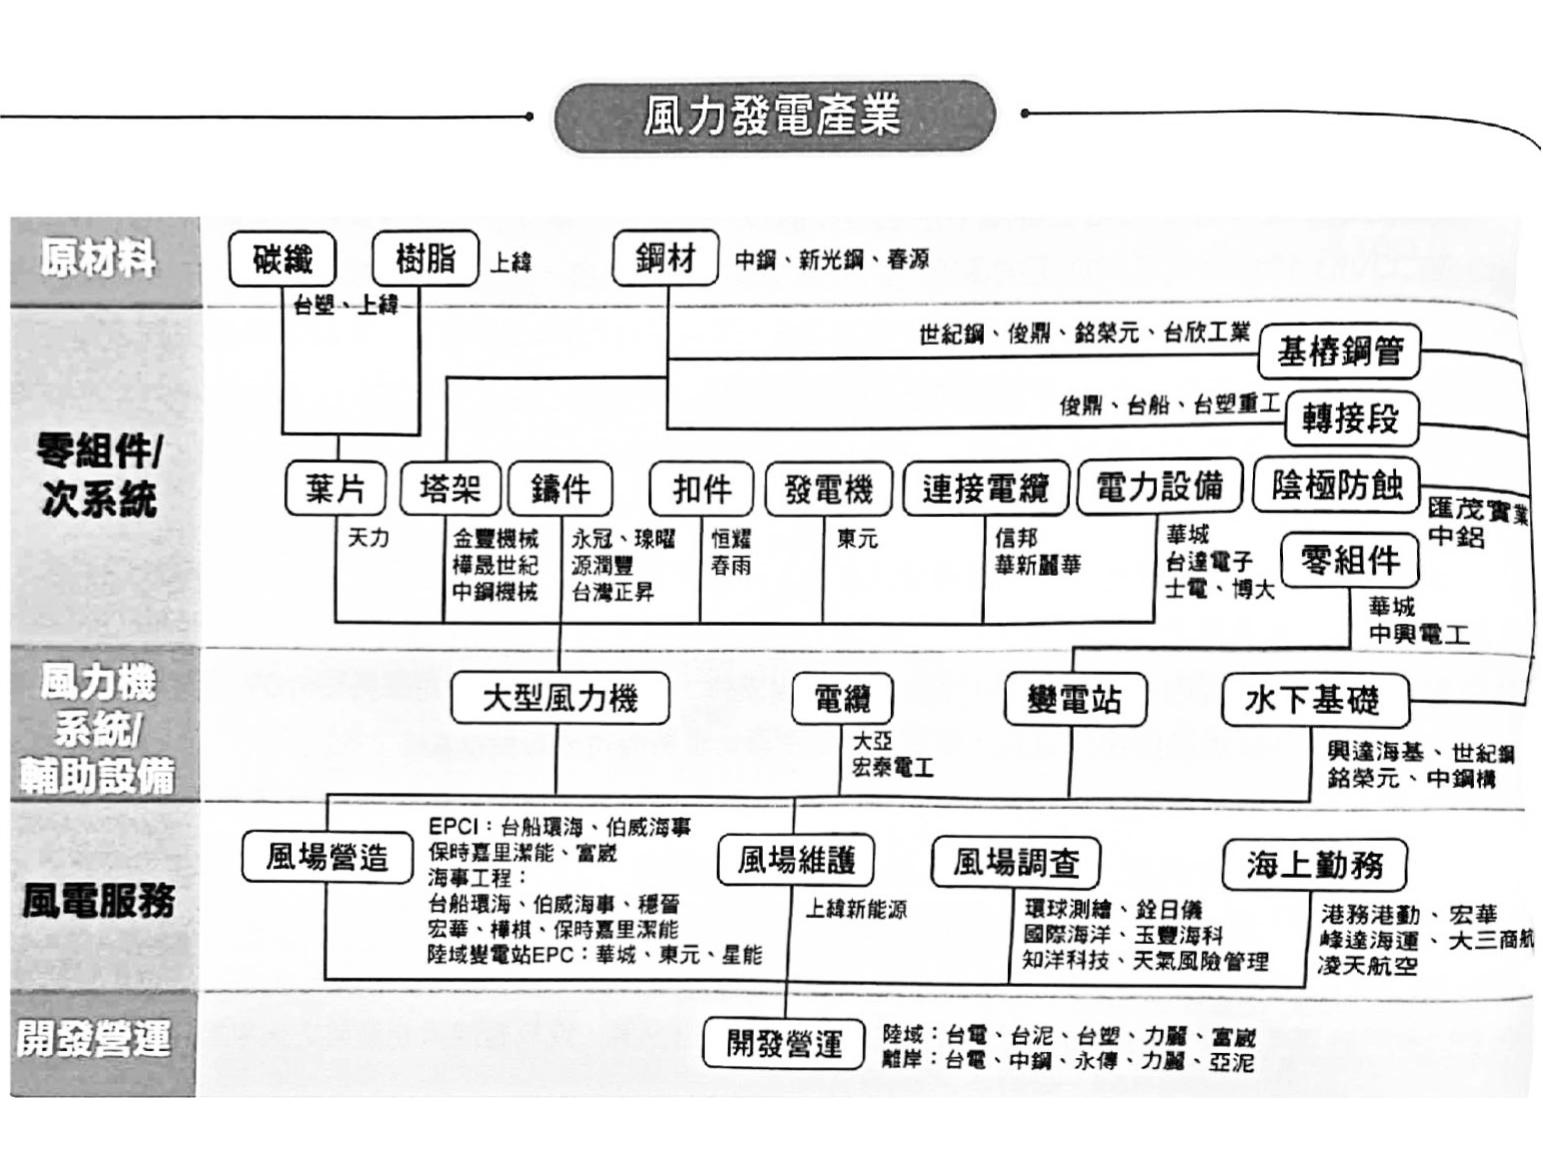 風力發電產業
原材料
碳纖
樹脂
上緯
鋼材
中鋼、新光鋼、春源
台塑、上緯
零組件/
次系統
世紀鋼、俊鼎、銘榮元、台欣工業
基樁鋼管
俊鼎、台船、台塑重工
轉接段
葉片
塔架
鑄件
扣件
發電機
連接電纜
電力設備
陰極防蝕
天力
金豐機械
樺晟世紀
中鋼機械
永冠、璟曜
源潤豐
台灣正昇
恒耀
春雨
東元
信邦
華新麗華
華城
台達電子
士電、博大
匯茂實業
中鋁
零組件
華城
中興電工
風力機
系統/
輔助設備
大型風力機
電纜
大亞
宏泰電工
變電站
水下基礎
興達海基、世紀鋼
銘榮元、中鋼構
風電服務
風場營造
EPCI：台船環海、伯威海事
保時嘉里潔能、富崴
海事工程：
台船環海、伯威海事、穩晉
宏華、樺棋、保時嘉里潔能
陸域變電站EPC：華城、東元、星能
風場維護
上緯新能源
風場調查
環球測繪、銓日儀
國際海洋、玉豐海科
知洋科技、天氣風險管理
海上勤務
港務港勤、宏華
峰達海運、大三商航
凌天航空
開發營運
開發營運
陸域：台電、台泥、台塑、力麗、富崴
離岸：台電、中鋼、永傳、力麗、亞泥